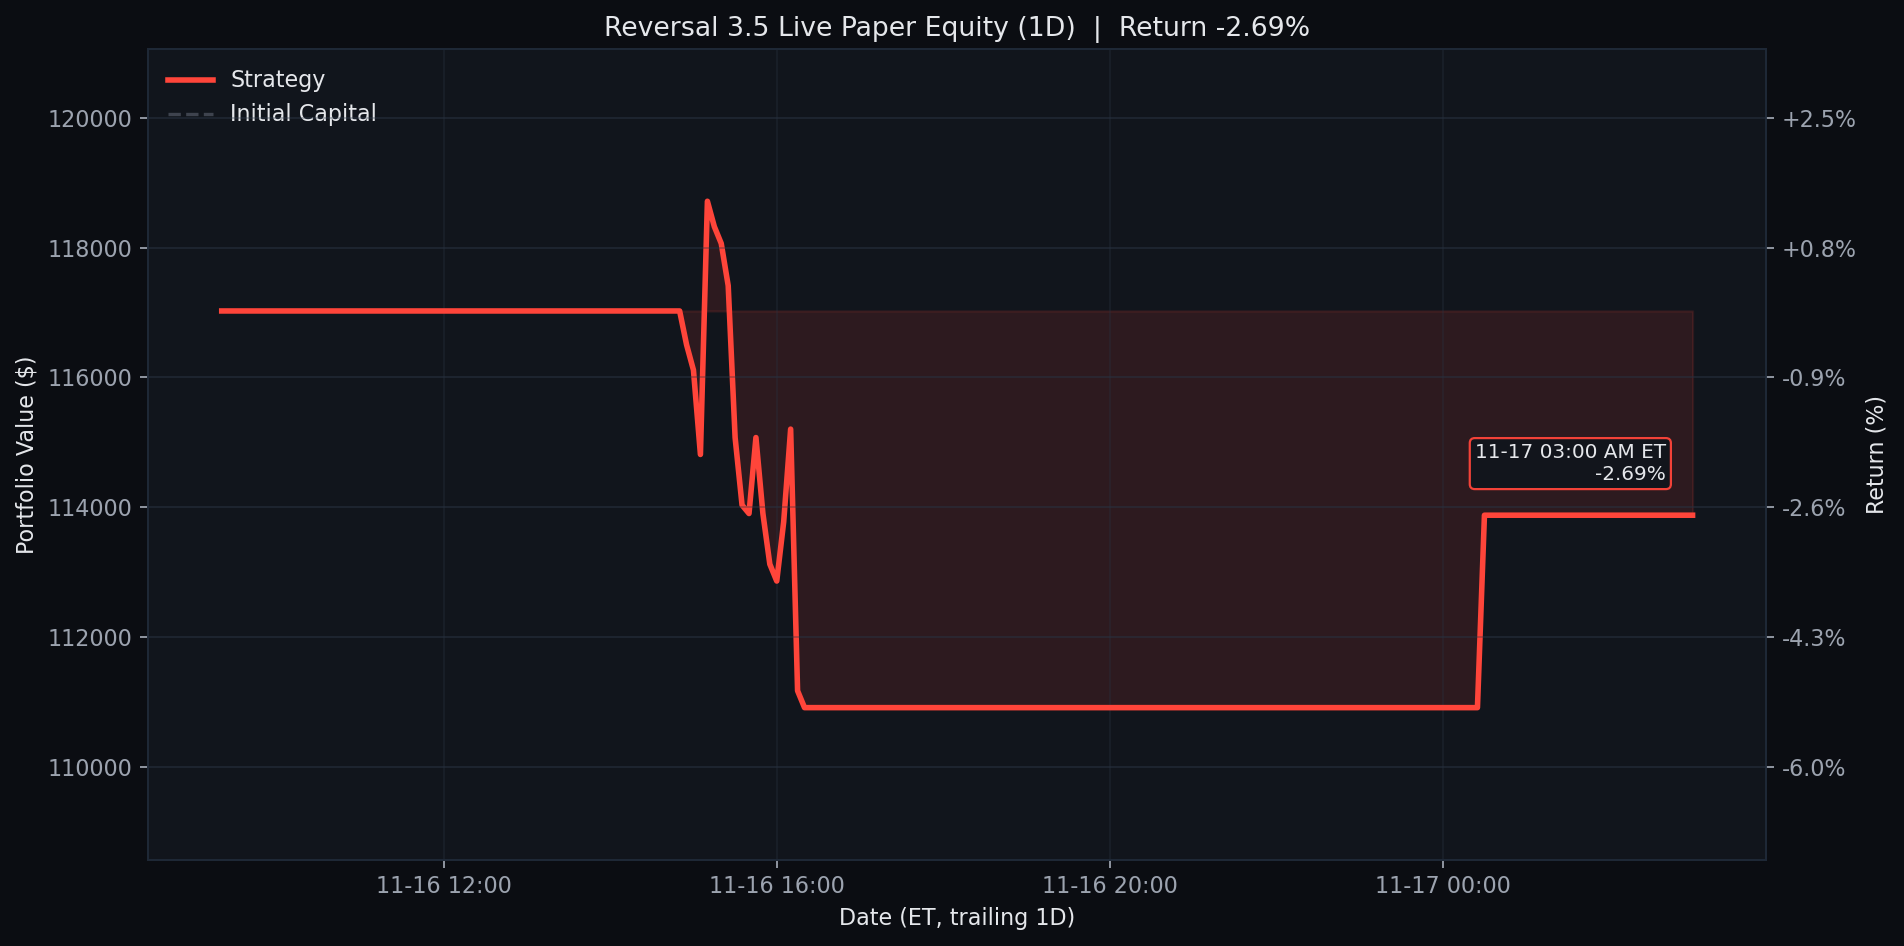 Reversal 3.5 Live Paper Equity (1D)  |  Return -2.69%
Strategy
Initial Capital
120000
118000
116000
114000
112000
110000
Portfolio Value ($)
+2.5%
+0.8%
-0.9%
-2.6%
-4.3%
-6.0%
Return (%)
11-17 03:00 AM ET
-2.69%
11-16 12:00
11-16 16:00
11-16 20:00
11-17 00:00
Date (ET, trailing 1D)